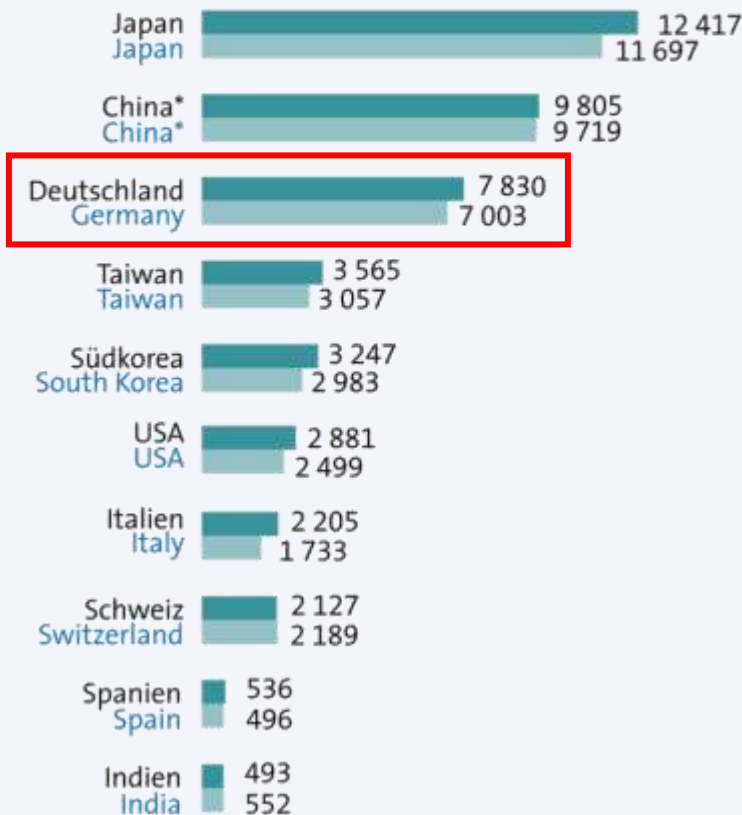 Japan 12 417
Japan 11 697
China* 9 805
China* 9 719
Deutschland 7 830
Germany 7 003
Taiwan 3 565
Taiwan 3 057
Südkorea 3 247
South Korea 2 983
USA 2 881
USA 2 499
Italien 2 205
Italy 1 733
Schweiz 2 127
Switzerland 2 189
Spanien 536
Spain 496
Indien 493
India 552